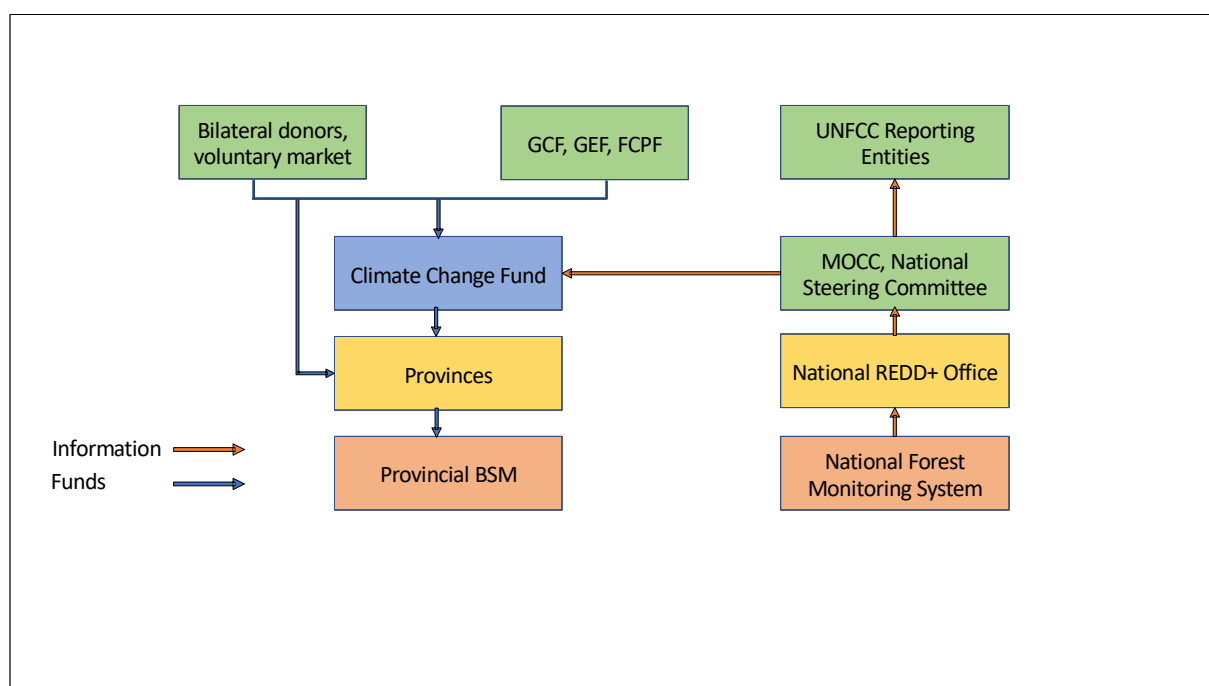 Bilateral donors,
voluntary market
GCF, GEF, FCPF
UNFCC Reporting
Entities
Climate Change Fund
MOCC, National
Steering Committee
Provinces
National REDD+ Office
Information
Funds
Provincial BSM
National Forest
Monitoring System